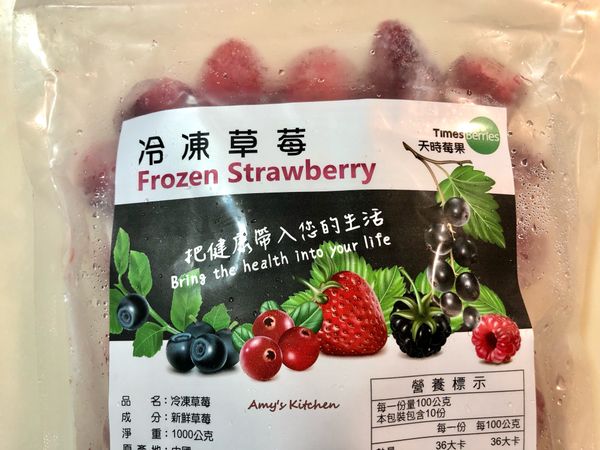 冷凍草莓
Frozen Strawberry
TimesBerries
天時莓果
把健康帶入您的生活
Bring the health into your life
品　名：冷凍草莓
成　分：新鮮草莓
淨　重：1000公克
Amy's Kitchen
營養標示
每一份量100公克
本包裝包含10份
每一份　每100公克
36大卡　36大卡